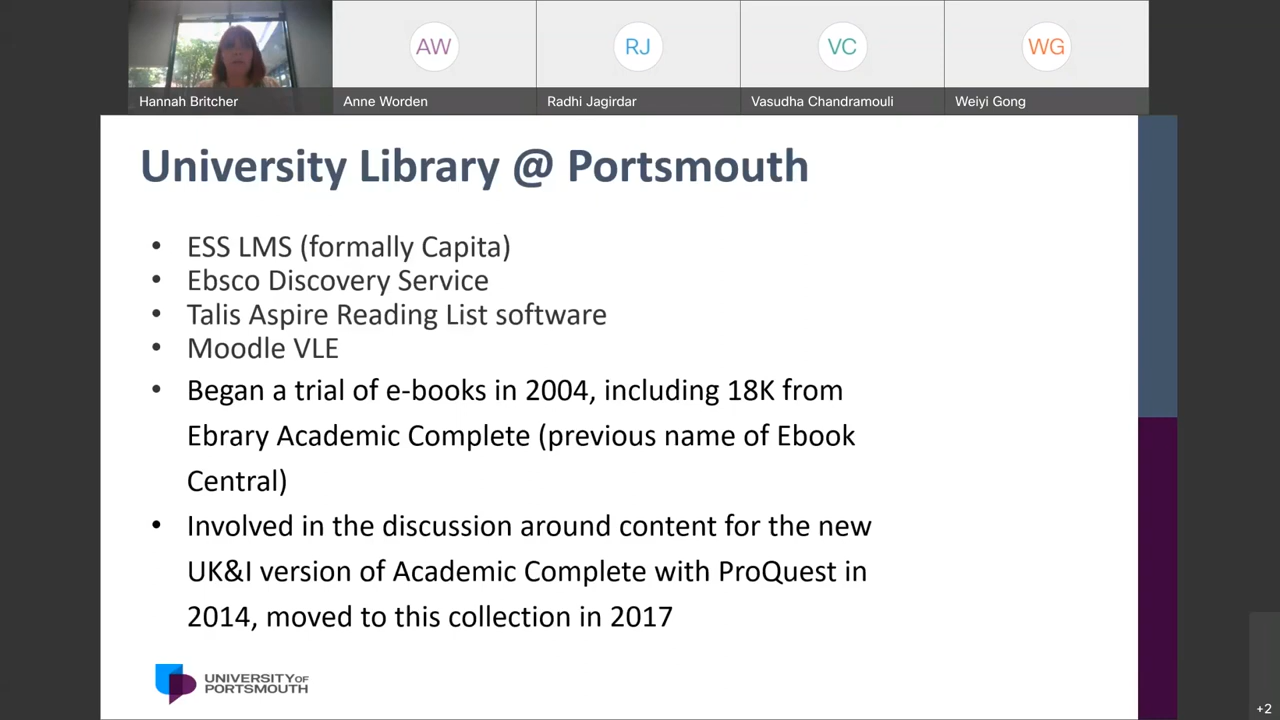 AW
RJ
VC
WG
Hannah Britcher
Anne Worden
Radhi Jagirdar
Vasudha Chandramouli
Weiyi Gong
University Library @ Portsmouth
• ESS LMS (formally Capita)
• Ebsco Discovery Service
• Talis Aspire Reading List software
• Moodle VLE
• Began a trial of e-books in 2004, including 18K from
Ebrary Academic Complete (previous name of Ebook
Central)
• Involved in the discussion around content for the new
UK&I version of Academic Complete with ProQuest in
2014, moved to this collection in 2017
UNIVERSITY OF
PORTSMOUTH
+2